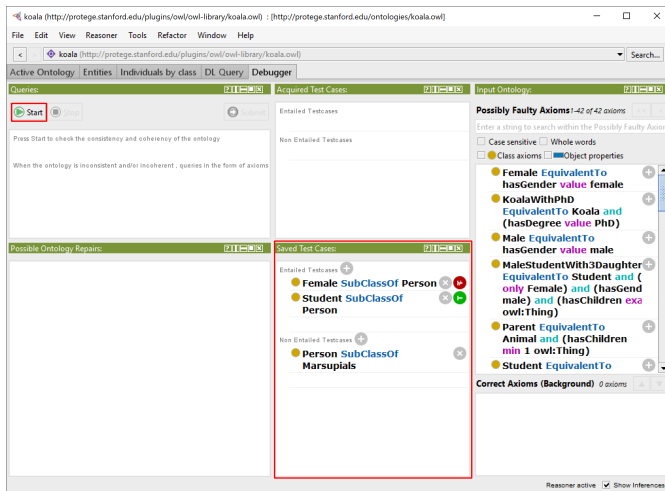 koala (http://protege.stanford.edu/plugins/owl/owl-library/koala.owl) : [http://protege.stanford.edu/ontologies/koala.owl]
File Edit View Reasoner Tools Refactor Window Help
< > koala (http://protege.stanford.edu/plugins/owl/owl-library/koala.owl) Search...
Active Ontology Entities Individuals by class DL Query Debugger
Queries:
Start Stop Submit
Press Start to check the consistency and coherency of the ontology
When the ontology is inconsistent and/or incoherent , queries in the form of axioms
Possible Ontology Repairs:
Acquired Test Cases:
Entailed Testcases
Non Entailed Testcases
Saved Test Cases:
Entailed Testcases
Female SubClassOf Person
Student SubClassOf
Person
Non Entailed Testcases
Person SubClassOf
Marsupials
Input Ontology:
Possibly Faulty Axioms 1-42 of 42 axioms
Enter a string to search within the Possibly Faulty Axiom
Case sensitive Whole words
Class axioms Object properties
Female EquivalentTo
hasGender value female
KoalaWithPhD
EquivalentTo Koala and
(hasDegree value PhD)
Male EquivalentTo
hasGender value male
MaleStudentWith3Daughter
EquivalentTo Student and (
only Female) and (hasGend
male) and (hasChildren exa
owl:Thing)
Parent EquivalentTo
Animal and (hasChildren
min 1 owl:Thing)
Student EquivalentTo
Correct Axioms (Background) 0 axioms
Reasoner active Show Inferences